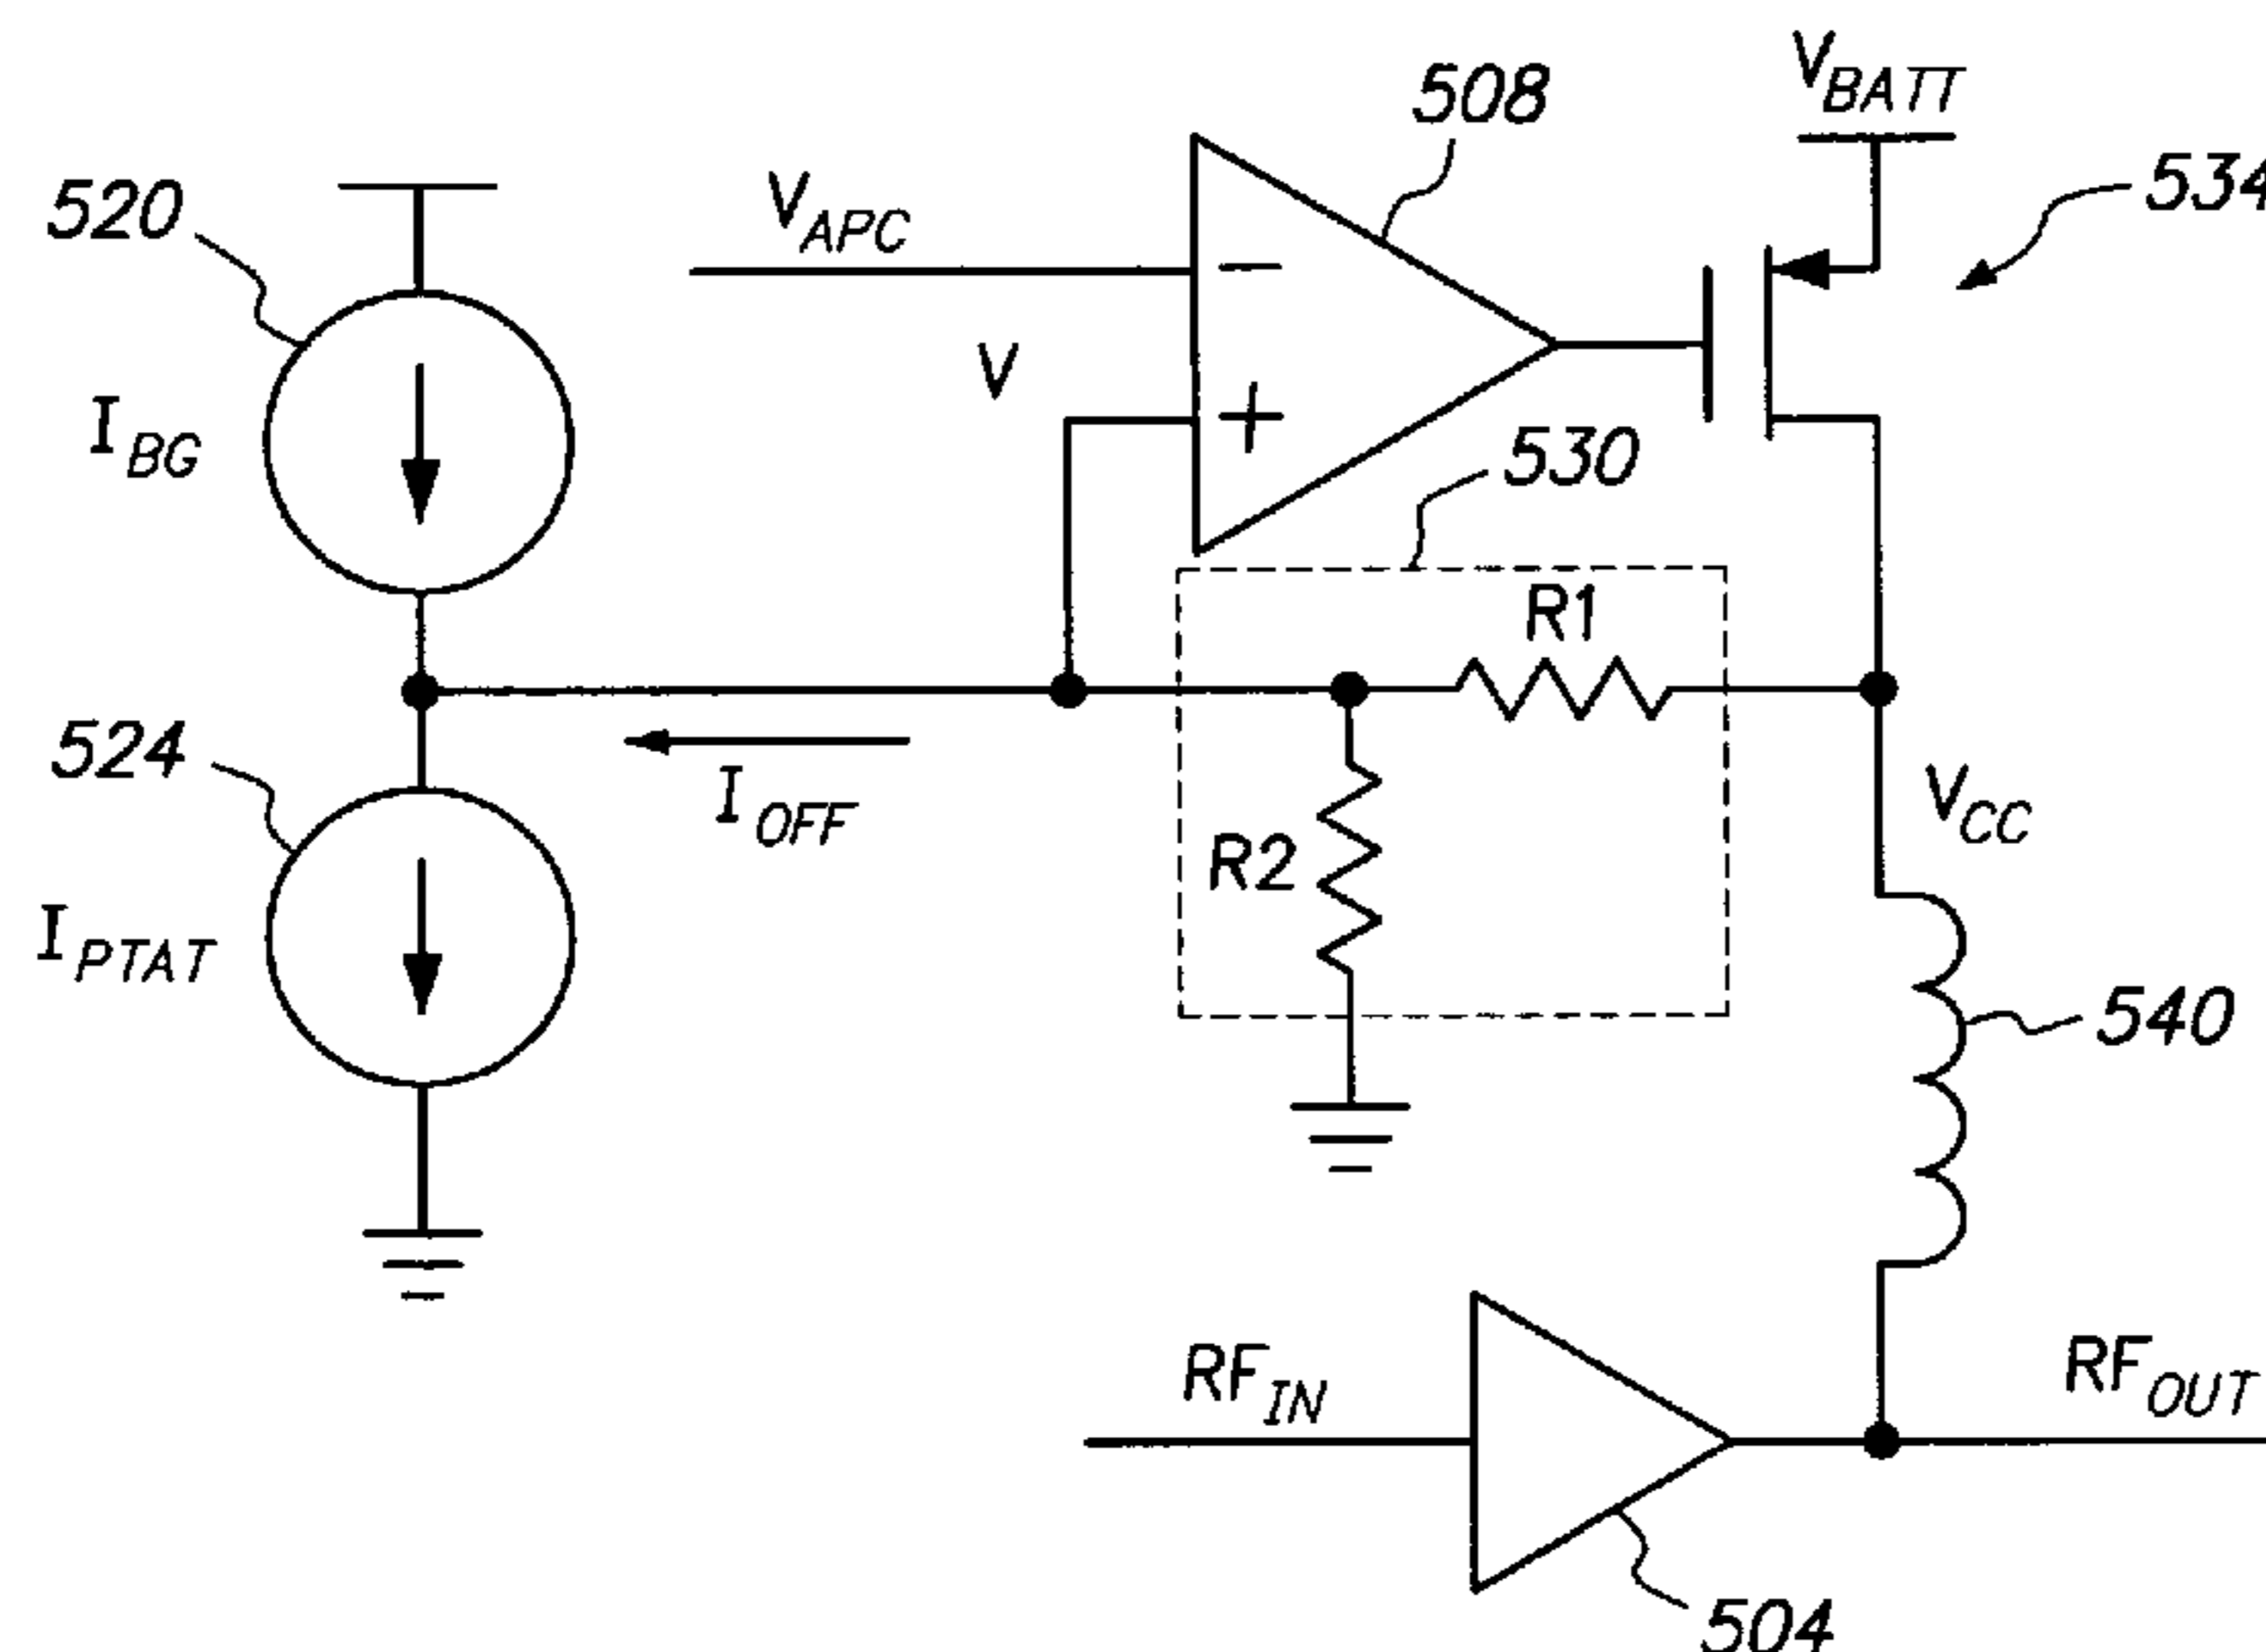 V_BATT
508
534
520
V_APC
−
V
+
I_BG
530
R1
524
I_OFF
V_CC
R2
I_PTAT
540
RF_IN
RF_OUT
504